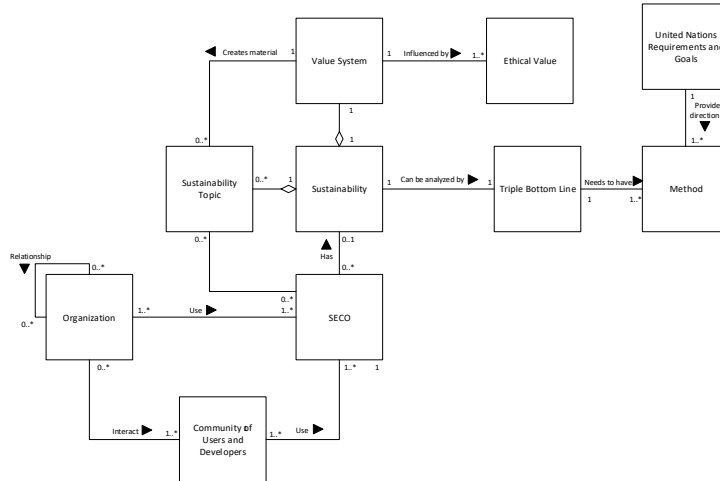 United Nations
Requirements and
Goals
Creates material
1
Value System
1
Influenced by
1..*
Ethical Value
1
1
Provide
direction
0..*
1
1..*
Sustainability
Topic
0..*
1
Sustainability
1
Can be analyzed by
1
Triple Bottom Line
Needs to have
1
1..*
Method
0..*
0..1
Relationship
Has
0..*
0..*
0..*
Organization
0..*
1..*
Use
1..*
SECO
0..*
1..*
1
Interact
1..*
Community of
Users and
Developers
1
1..*
Use